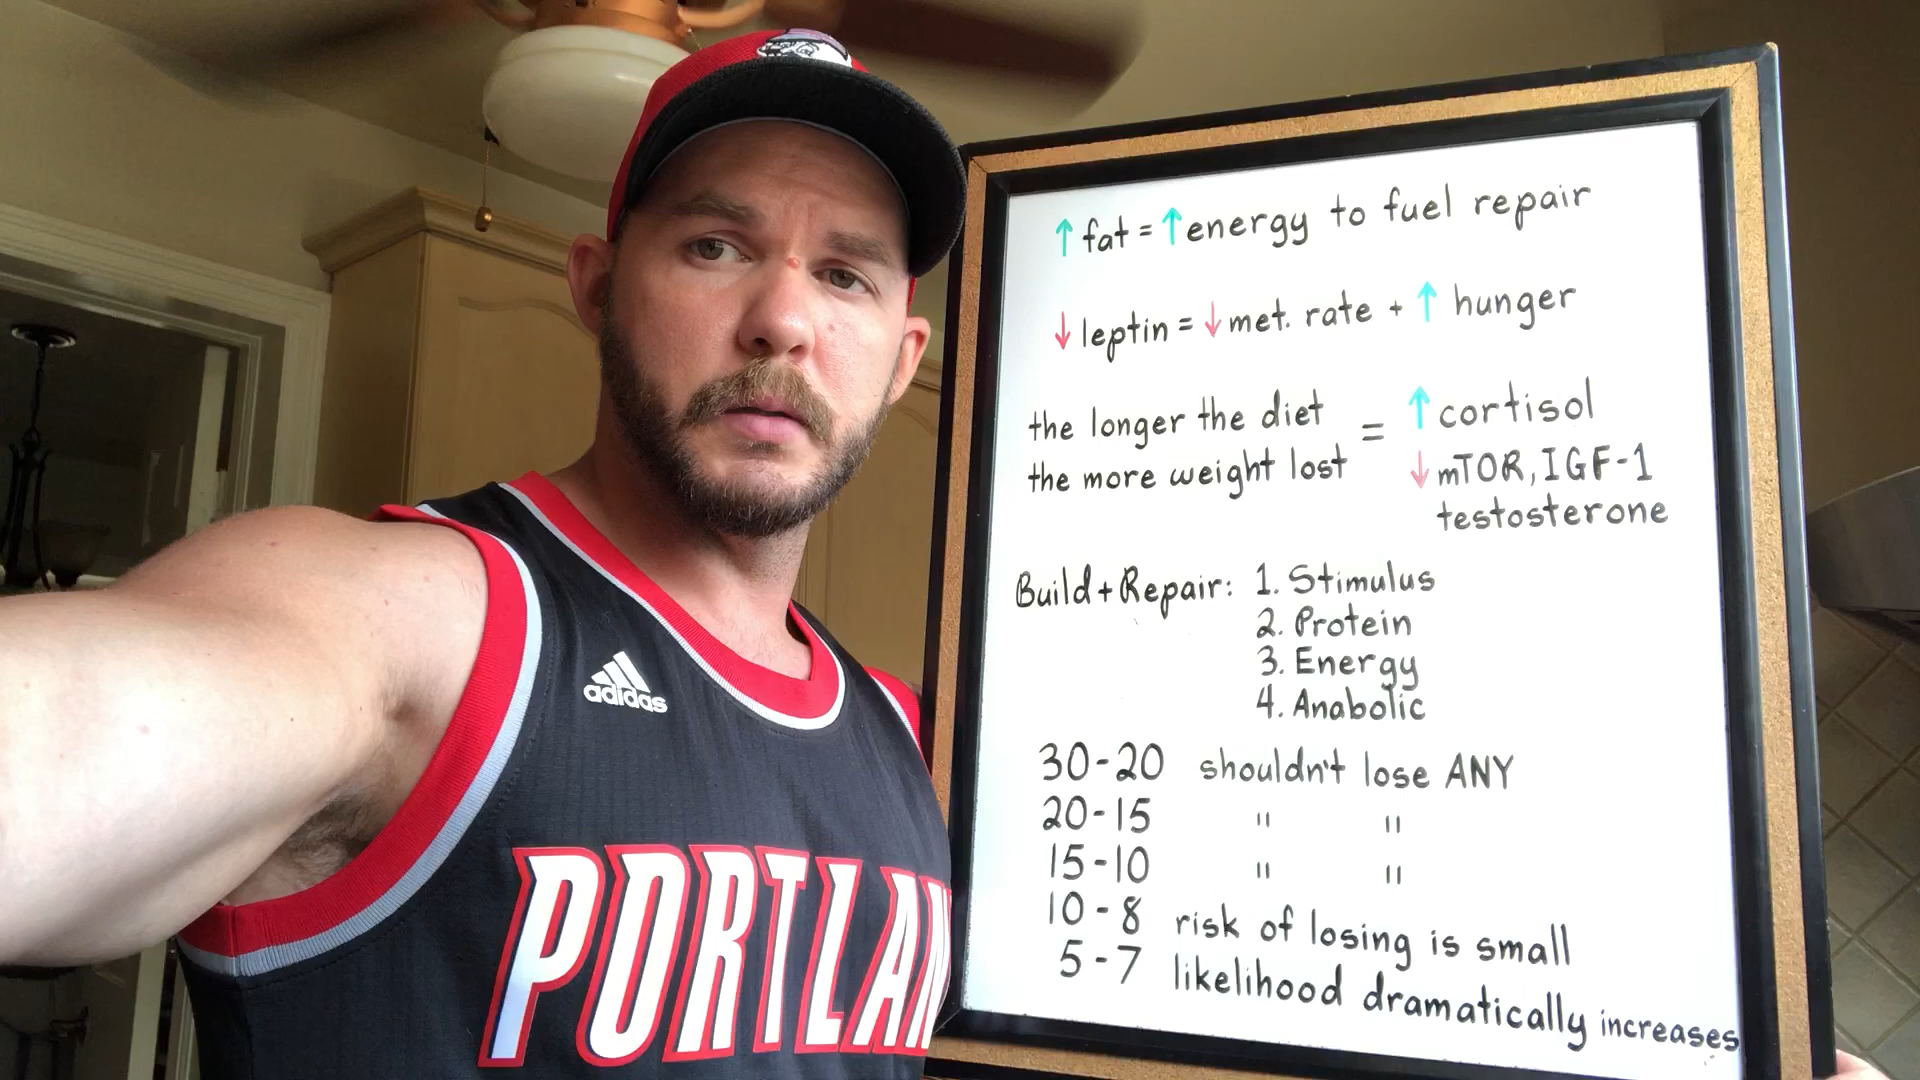 adidas
PORTLAN
↑ fat = ↑ energy to fuel repair
↓ leptin = ↓ met. rate + ↑ hunger
the longer the diet
the more weight lost = ↑ cortisol
↓ mTOR, IGF-1
testosterone
Build + Repair: 1. Stimulus
2. Protein
3. Energy
4. Anabolic
30-20 shouldn't lose ANY
20-15 " "
15-10 " "
10-8 risk of losing is small
5-7 likelihood dramatically increases